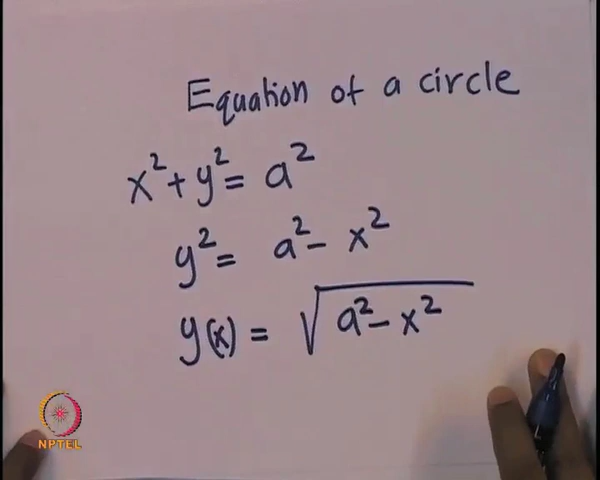 Equation of a circle
x² + y² = a²
y² = a² - x²
y(x) = √(a² - x²)
NPTEL